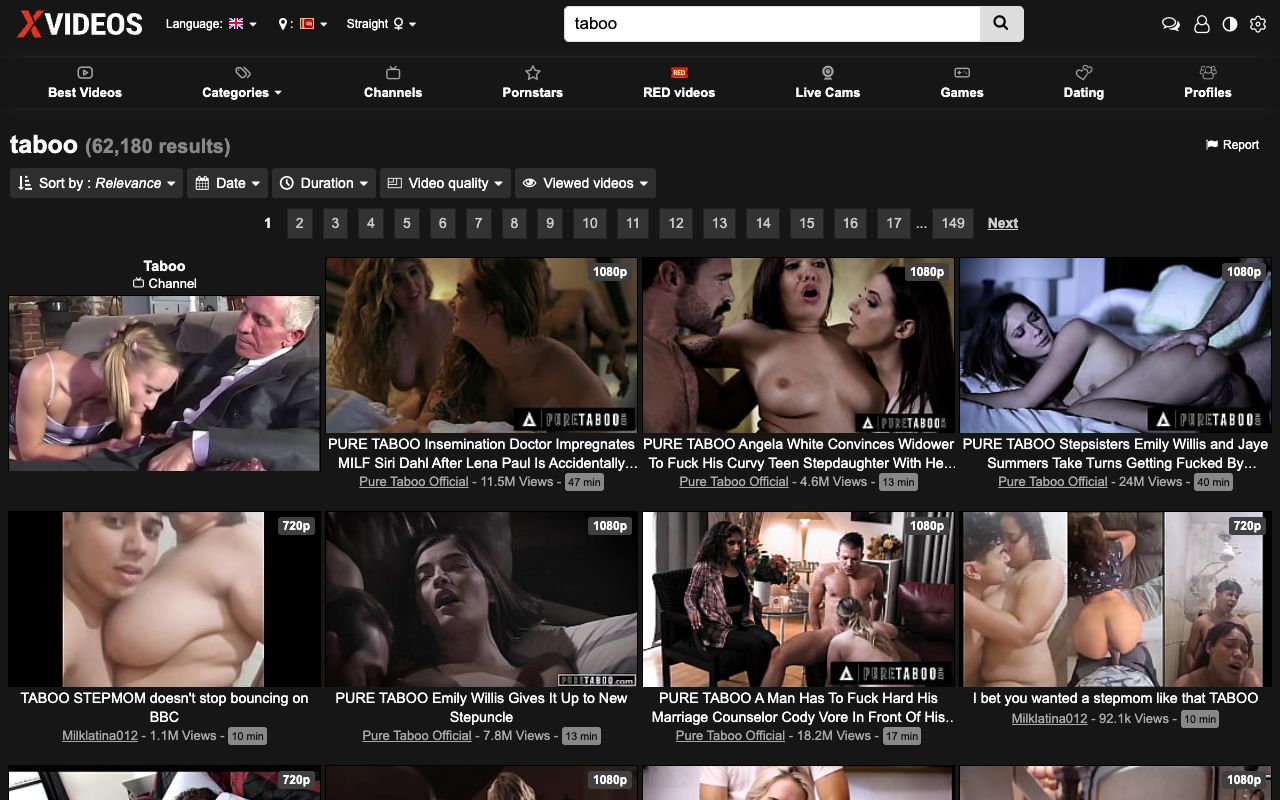 XVIDEOS
Language:
:
Straight
taboo
Best Videos
Categories
Channels
Pornstars
RED
RED videos
Live Cams
Games
Dating
Profiles
taboo (62,180 results)
Report
Sort by : Relevance
Date
Duration
Video quality
Viewed videos
1 2 3 4 5 6 7 8 9 10 11 12 13 14 15 16 17 ... 149 Next
Taboo
Channel
1080p
PURETABOO
PURE TABOO Insemination Doctor Impregnates
MILF Siri Dahl After Lena Paul Is Accidentally...
Pure Taboo Official - 11.5M Views - 47 min
1080p
PURETABOO
PURE TABOO Angela White Convinces Widower
To Fuck His Curvy Teen Stepdaughter With He...
Pure Taboo Official - 4.6M Views - 13 min
1080p
PURETABOO
PURE TABOO Stepsisters Emily Willis and Jaye
Summers Take Turns Getting Fucked By...
Pure Taboo Official - 24M Views - 40 min
720p
TABOO STEPMOM doesn't stop bouncing on
BBC
Milklatina012 - 1.1M Views - 10 min
1080p
PURETABOO.com
PURE TABOO Emily Willis Gives It Up to New
Stepuncle
Pure Taboo Official - 7.8M Views - 13 min
1080p
PURETABOO
PURE TABOO A Man Has To Fuck Hard His
Marriage Counselor Cody Vore In Front Of His..
Pure Taboo Official - 18.2M Views - 17 min
720p
I bet you wanted a stepmom like that TABOO
Milklatina012 - 92.1k Views - 10 min
720p
1080p
1080p